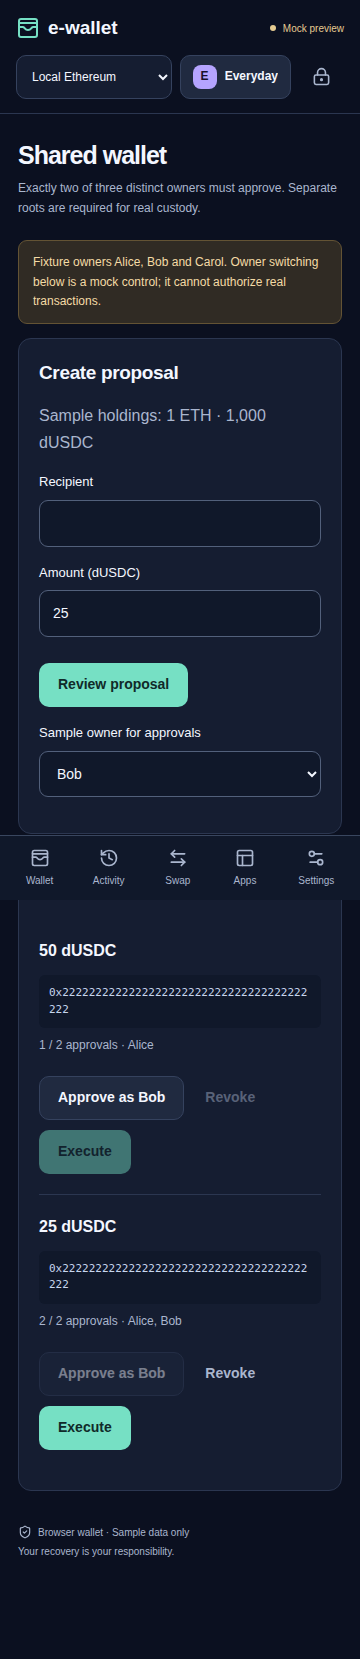 e-wallet
Mock preview
Local Ethereum
E Everyday
Shared wallet
Exactly two of three distinct owners must approve. Separate
roots are required for real custody.
Fixture owners Alice, Bob and Carol. Owner switching
below is a mock control; it cannot authorize real
transactions.
Create proposal
Sample holdings: 1 ETH · 1,000
dUSDC
Recipient
Amount (dUSDC)
25
Review proposal
Sample owner for approvals
Bob
Wallet Activity Swap Apps Settings
50 dUSDC
0x2222222222222222222222222222222222222
222
1 / 2 approvals · Alice
Approve as Bob Revoke
Execute
25 dUSDC
0x2222222222222222222222222222222222222
222
2 / 2 approvals · Alice, Bob
Approve as Bob Revoke
Execute
Browser wallet · Sample data only
Your recovery is your responsibility.